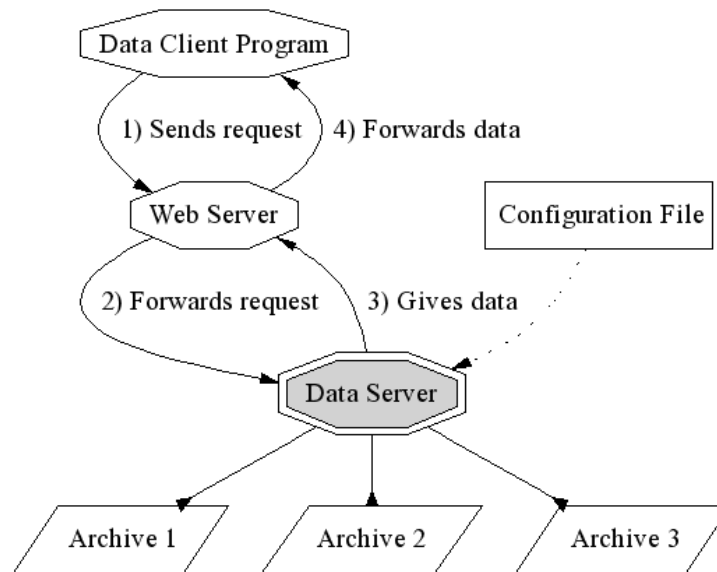 Data Client Program
1) Sends request
4) Forwards data
Web Server
Configuration File
2) Forwards request
3) Gives data
Data Server
Archive 1
Archive 2
Archive 3